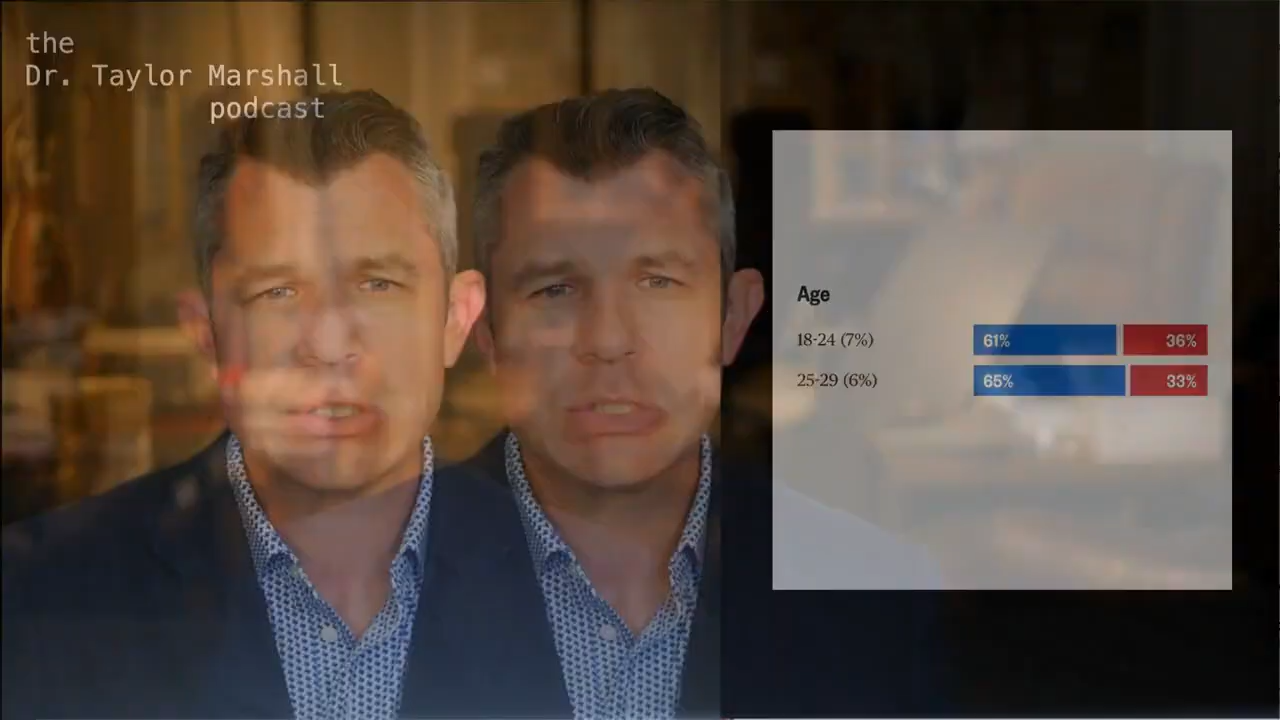 the
Dr. Taylor Marshall
podcast
Age
18-24 (7%) 61% 36%
25-29 (6%) 65% 33%